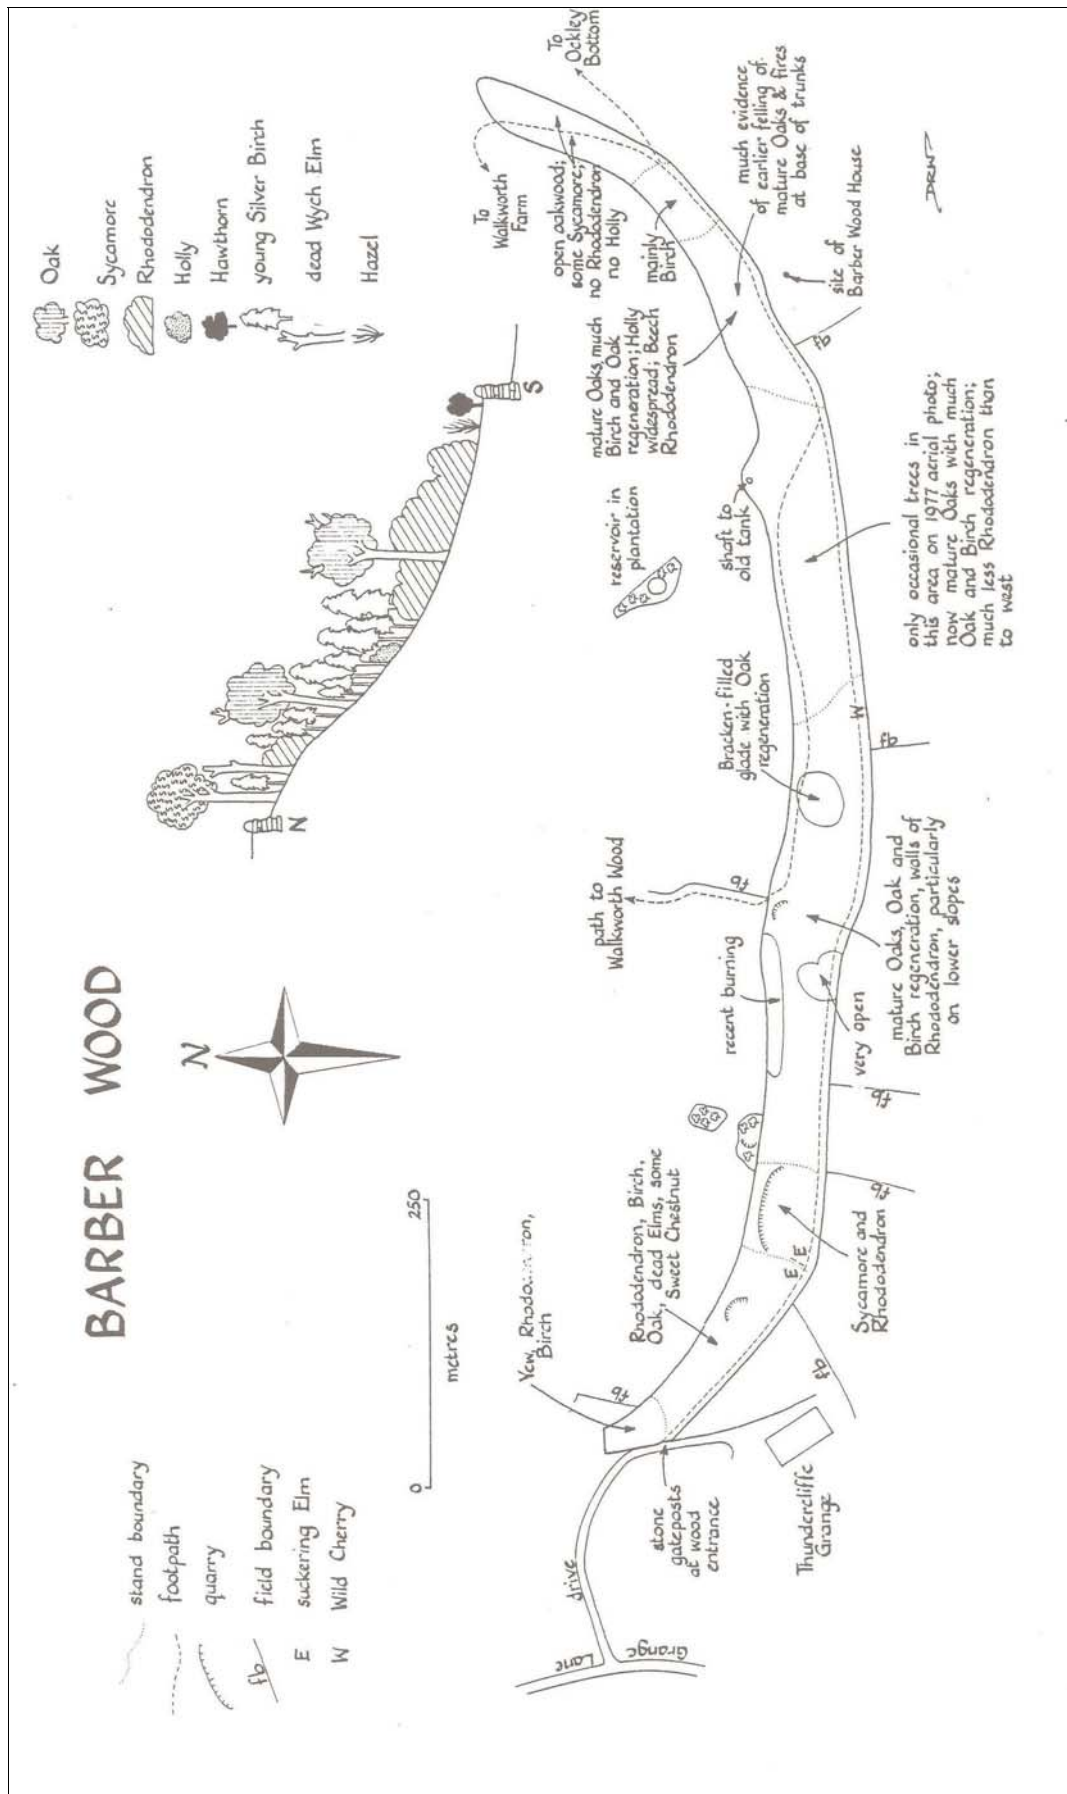 BARBER WOOD
N
0
250
metres
stand boundary
footpath
quarry
fb
field boundary
E
suckering Elm
W
Wild Cherry
N
S
Oak
Sycamore
Rhododendron
Holly
Hawthorn
young Silver Birch
dead Wych Elm
Hazel
Grange
Lane
drive
stone
gateposts
at wood
entrance
Thundercliffe
Grange
Yew,
Birch
fb
Rhododendron, Birch,
Oak, dead Elms, some
Sweet Chestnut
fb
E
E
Sycamore and
Rhododendron
fb
fb
recent burning
very open
path to
Walkworth Wood
fb
mature Oaks, Oak and
Birch regeneration, walls of
Rhododendron, particularly
on lower slopes
Bracken-filled
glade with Oak
regeneration
fb
W
reservoir in
plantation
shaft to
old tank
only occasional trees in
this area on 1977 aerial photo;
now mature Oaks with much
Oak and Birch regeneration;
much less Rhododendron than
to west
mature Oaks, much
Birch and Oak
regeneration; Holly
widespread; Beech
Rhododendron
fb
site of
Barber Wood House
much evidence
of earlier felling of
mature Oaks & fires
at base of trunks
mainly
Birch
open oakwood;
some Sycamore;
no Rhododendron
no Holly
To
Walkworth
Farm
To
Ockley
Bottom